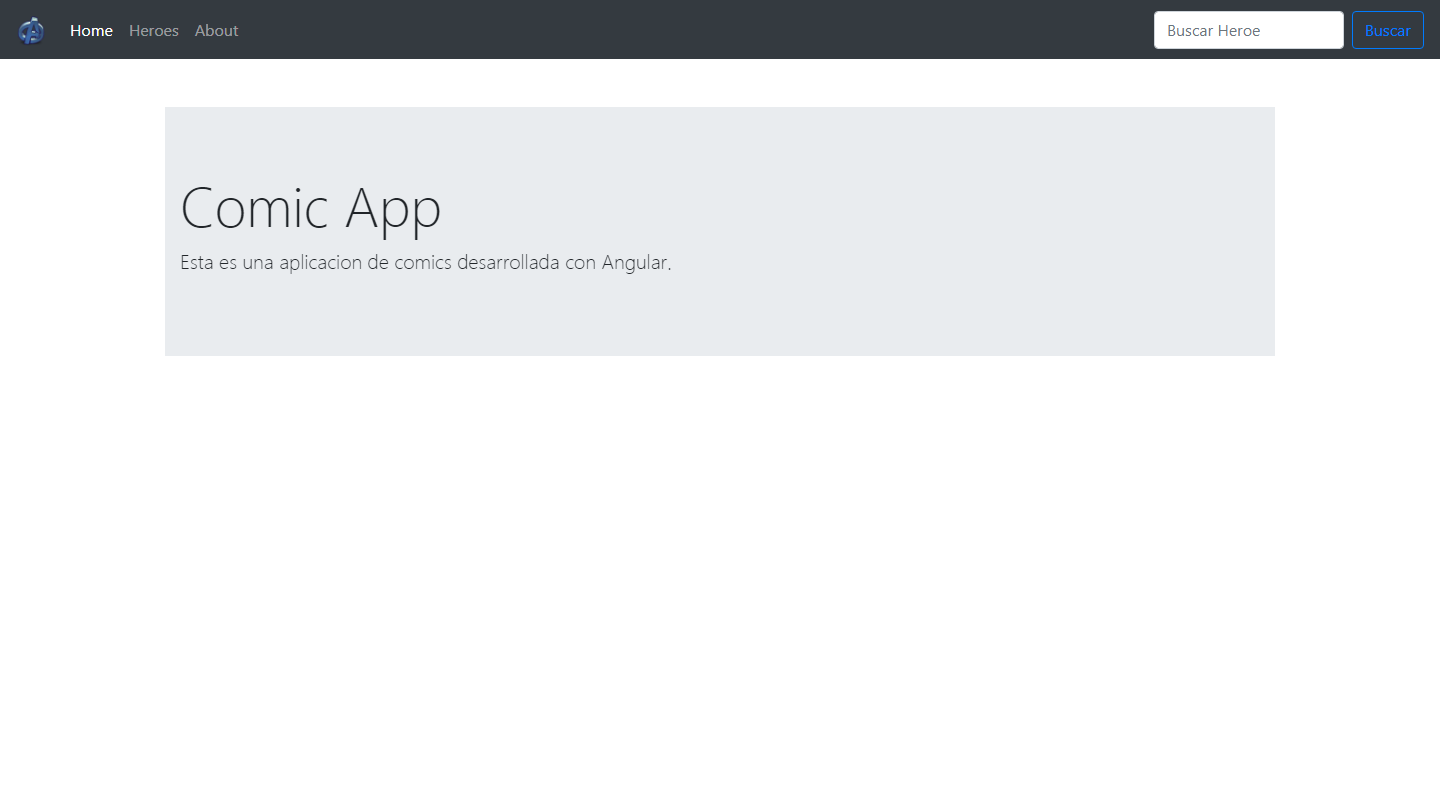 Home Heroes About Buscar Heroe Buscar
Comic App
Esta es una aplicacion de comics desarrollada con Angular.